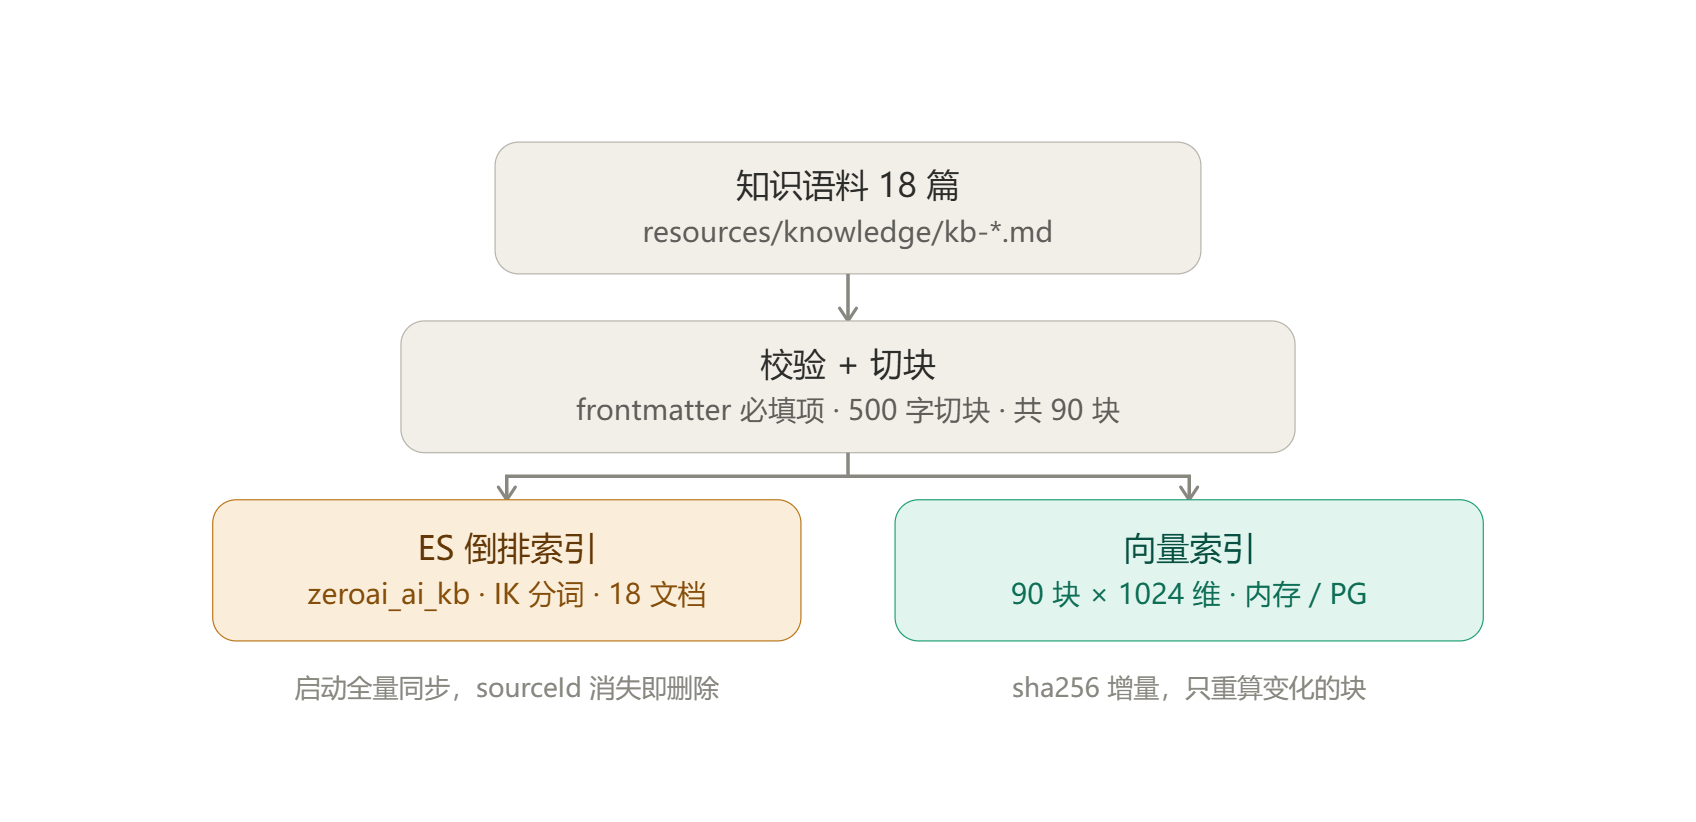 知识语料 18 篇
resources/knowledge/kb-*.md
校验 + 切块
frontmatter 必填项 · 500 字切块 · 共 90 块
ES 倒排索引
zeroai_ai_kb · IK 分词 · 18 文档
向量索引
90 块 × 1024 维 · 内存 / PG
启动全量同步，sourceId 消失即删除
sha256 增量，只重算变化的块